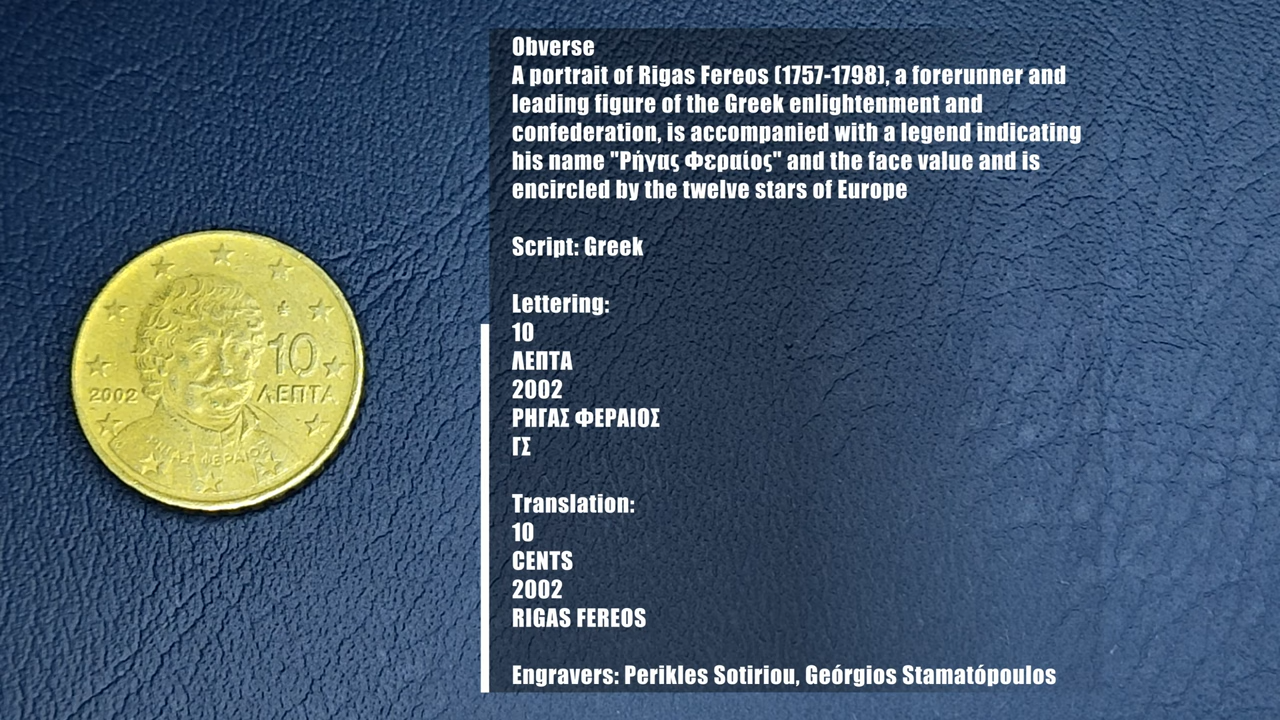 10
ΛΕΠΤΑ
2002
ΦΕΡΑΙΟΣ
Obverse
A portrait of Rigas Fereos (1757-1798), a forerunner and
leading figure of the Greek enlightenment and
confederation, is accompanied with a legend indicating
his name "Ρήγας Φεραίος" and the face value and is
encircled by the twelve stars of Europe
Script: Greek
Lettering:
10
ΛΕΠΤΑ
2002
ΡΗΓΑΣ ΦΕΡΑΙΟΣ
ΓΣ
Translation:
10
CENTS
2002
RIGAS FEREOS
Engravers: Perikles Sotiriou, Geórgios Stamatópoulos